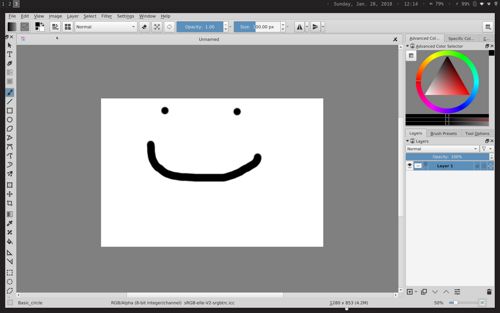 1 2 3
Sunday, Jan. 28, 2018 - 12:14
79%
99%
File Edit View Image Layer Select Filter Settings Window Help
Normal
Opacity: 1.00
Size:
00.00 px
Unnamed
Advanced Col...
Specific Col...
Advanced Color Selector
Layers
Brush Presets
Tool Options
Layers
Normal
Opacity: 100%
Layer 1
Basic_circle
RGB/Alpha (8-bit integer/channel) sRGB-elle-V2-srgbtrc.icc
1280 x 853 (4.2M)
50%